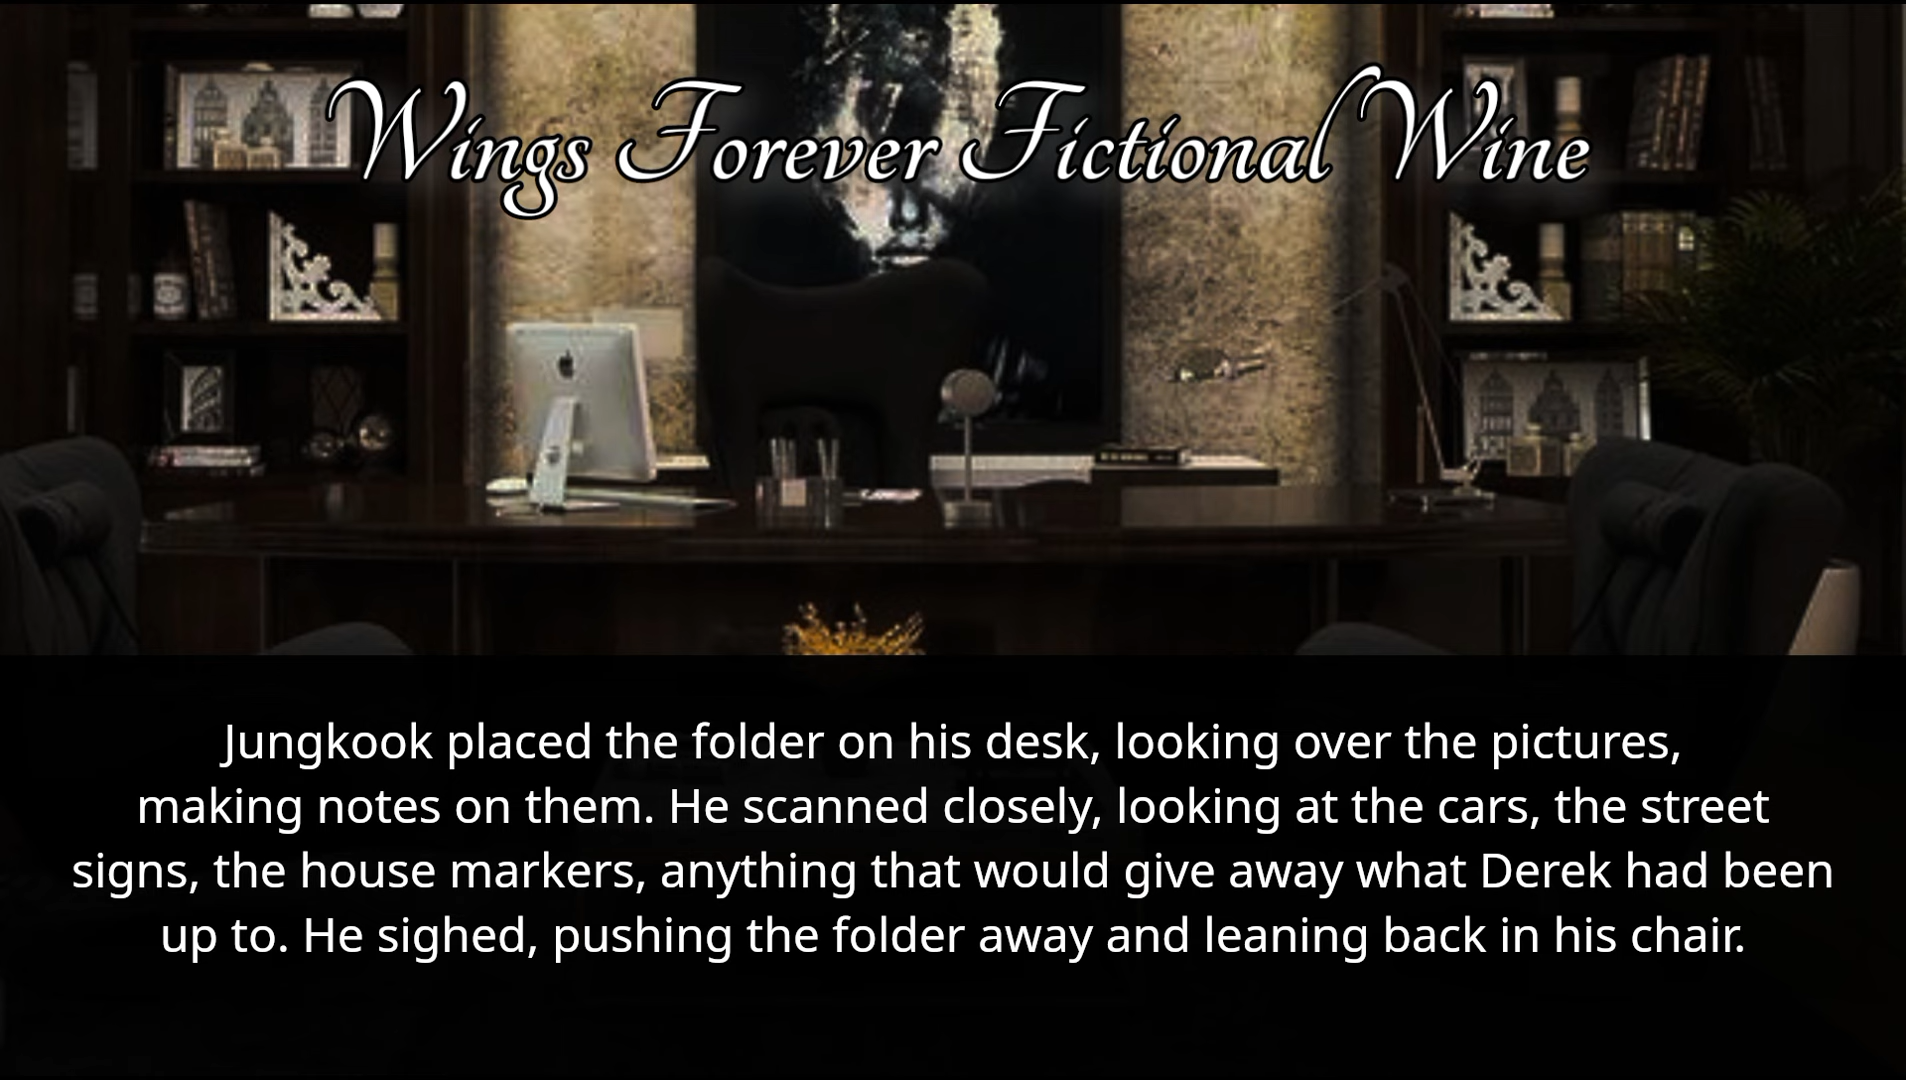 Wings Forever Fictional Wine
Jungkook placed the folder on his desk, looking over the pictures,
making notes on them. He scanned closely, looking at the cars, the street
signs, the house markers, anything that would give away what Derek had been
up to. He sighed, pushing the folder away and leaning back in his chair.